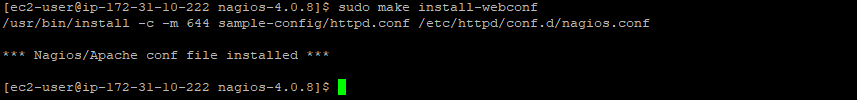 [ec2-user@ip-172-31-10-222 nagios-4.0.8]$ sudo make install-webconf
/usr/bin/install -c -m 644 sample-config/httpd.conf /etc/httpd/conf.d/nagios.conf
*** Nagios/Apache conf file installed ***
[ec2-user@ip-172-31-10-222 nagios-4.0.8]$